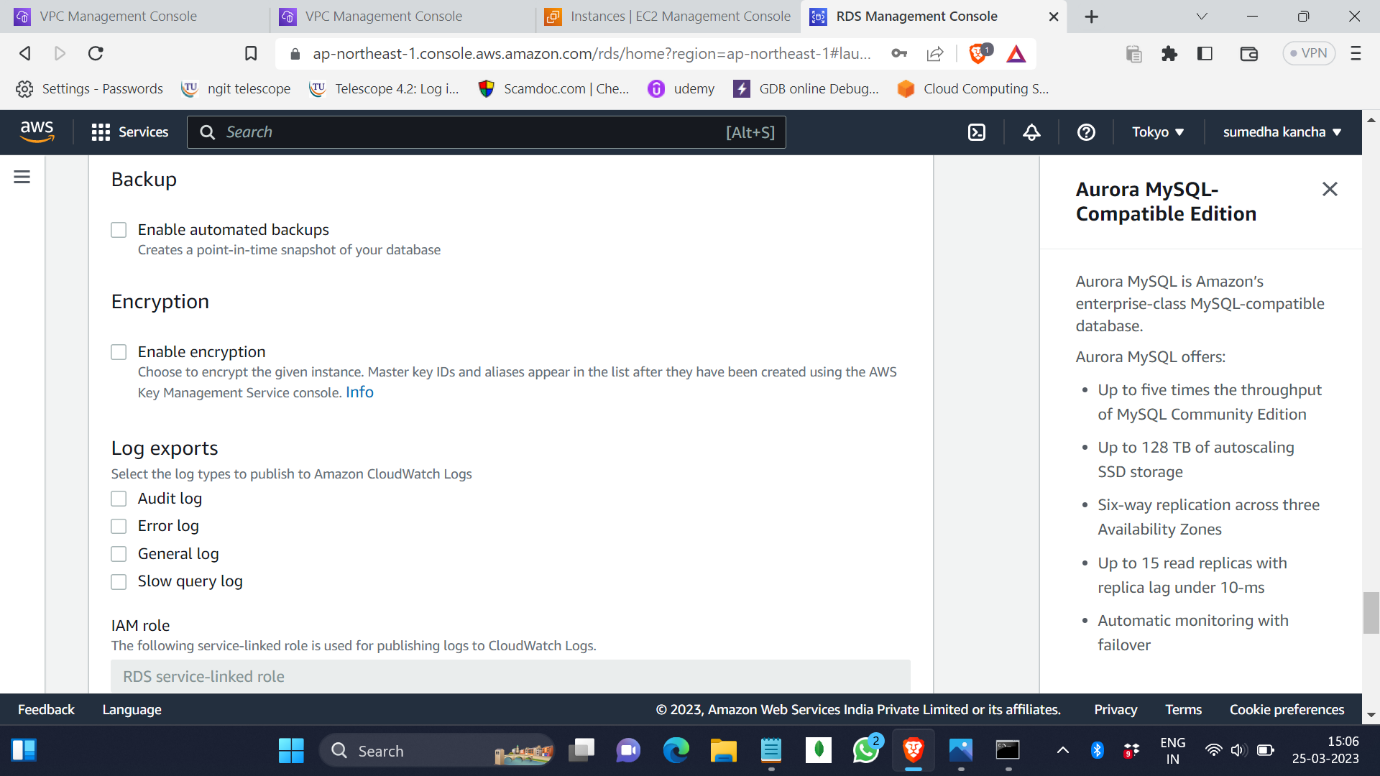 VPC Management Console
VPC Management Console
Instances | EC2 Management Console
RDS Management Console
ap-northeast-1.console.aws.amazon.com/rds/home?region=ap-northeast-1#lau...
1
VPN
Settings - Passwords
ngit telescope
Telescope 4.2: Log i...
Scamdoc.com | Che...
udemy
GDB online Debug...
Cloud Computing S...
aws
Services
Search
[Alt+S]
Tokyo
sumedha kancha
Backup
Enable automated backups
Creates a point-in-time snapshot of your database
Encryption
Enable encryption
Choose to encrypt the given instance. Master key IDs and aliases appear in the list after they have been created using the AWS
Key Management Service console. Info
Log exports
Select the log types to publish to Amazon CloudWatch Logs
Audit log
Error log
General log
Slow query log
IAM role
The following service-linked role is used for publishing logs to CloudWatch Logs.
RDS service-linked role
Aurora MySQL-
Compatible Edition
Aurora MySQL is Amazon's
enterprise-class MySQL-compatible
database.
Aurora MySQL offers:
• Up to five times the throughput
of MySQL Community Edition
• Up to 128 TB of autoscaling
SSD storage
• Six-way replication across three
Availability Zones
• Up to 15 read replicas with
replica lag under 10-ms
• Automatic monitoring with
failover
Feedback
Language
© 2023, Amazon Web Services India Private Limited or its affiliates.
Privacy
Terms
Cookie preferences
Search
2
9
ENG
IN
15:06
25-03-2023